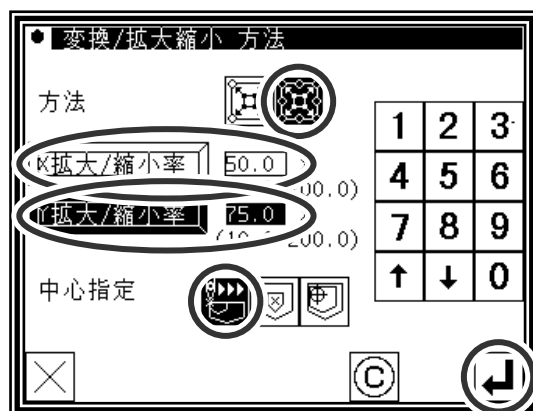 変換/拡大縮小 方法
方法
X拡大/縮小率 50.0
00.0)
Y拡大/縮小率 75.0
200.0)
中心指定
1 2 3
4 5 6
7 8 9
↑ ↓ 0
C